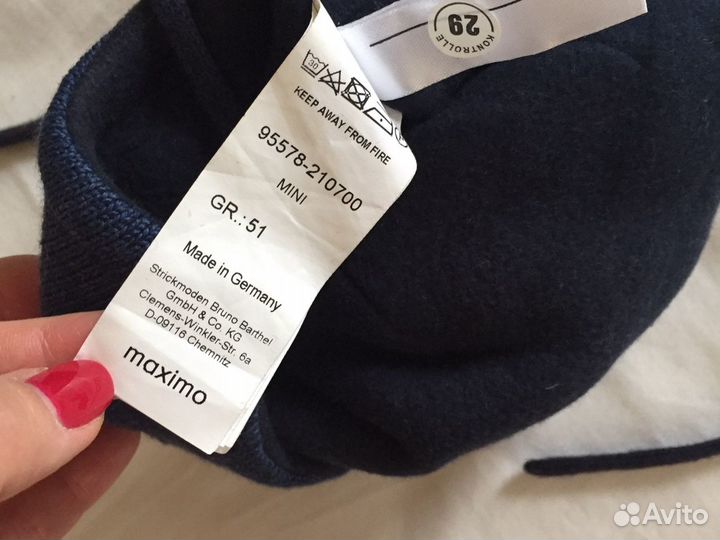 KONTROLLE
29
30
KEEP AWAY FROM FIRE
95578-210700
MINI
GR.: 51
Made in Germany
Strickmoden Bruno Barthel
GmbH & Co. KG
Clemens-Winkler-Str. 6a
D-09116 Chemnitz
maximo
Avito